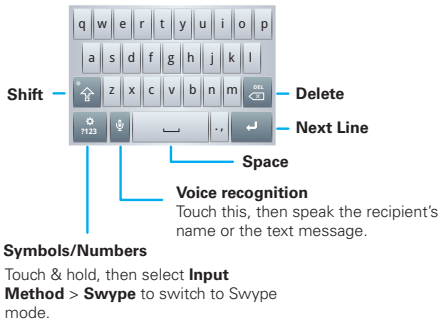 q w e r t y u i o p
a s d f g h j k l
Shift
z x c v b n m DEL
Delete
?123 . ,
Next Line
Space
Voice recognition
Touch this, then speak the recipient’s
name or the text message.
Symbols/Numbers
Touch & hold, then select Input
Method > Swype to switch to Swype
mode.